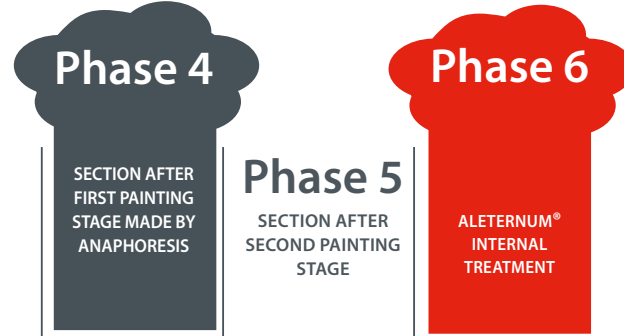 Phase 4
SECTION AFTER
FIRST PAINTING
STAGE MADE BY
ANAPHORESIS
Phase 5
SECTION AFTER
SECOND PAINTING
STAGE
Phase 6
ALETERNUM®
INTERNAL
TREATMENT